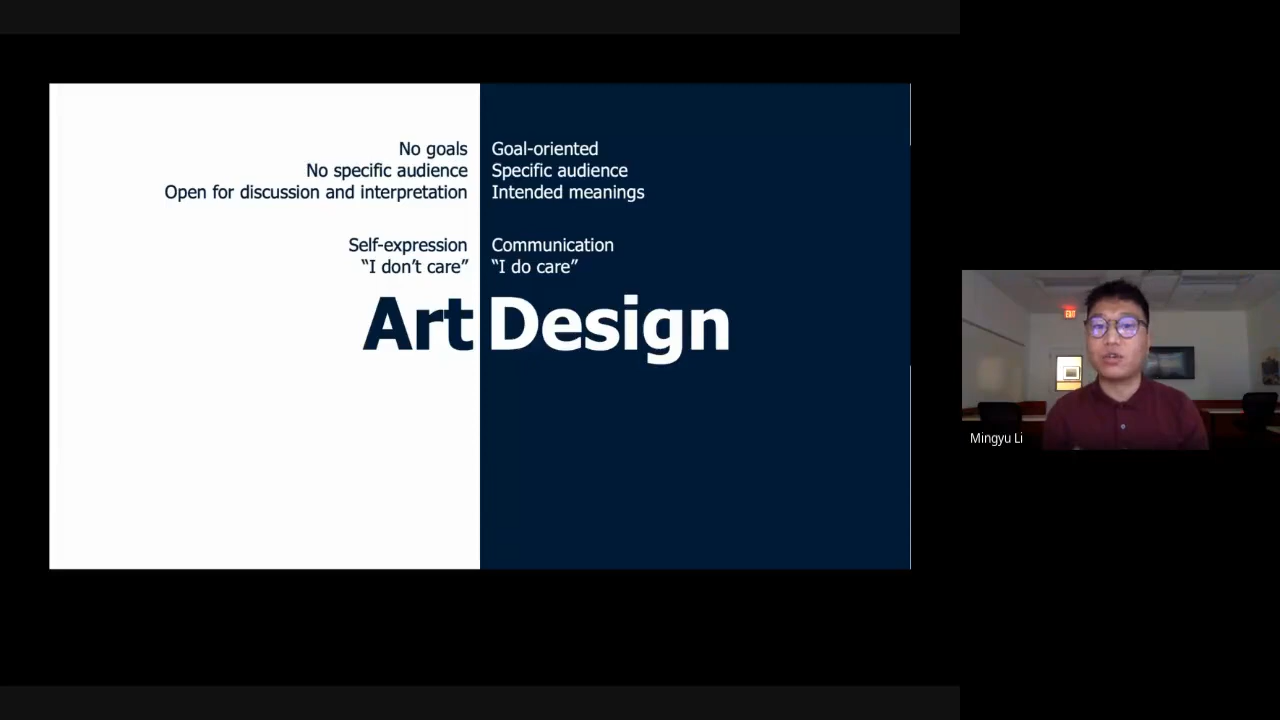 No goals
No specific audience
Open for discussion and interpretation
Self-expression
“I don’t care”
Art
Goal-oriented
Specific audience
Intended meanings
Communication
“I do care”
Design
EXIT
Mingyu Li